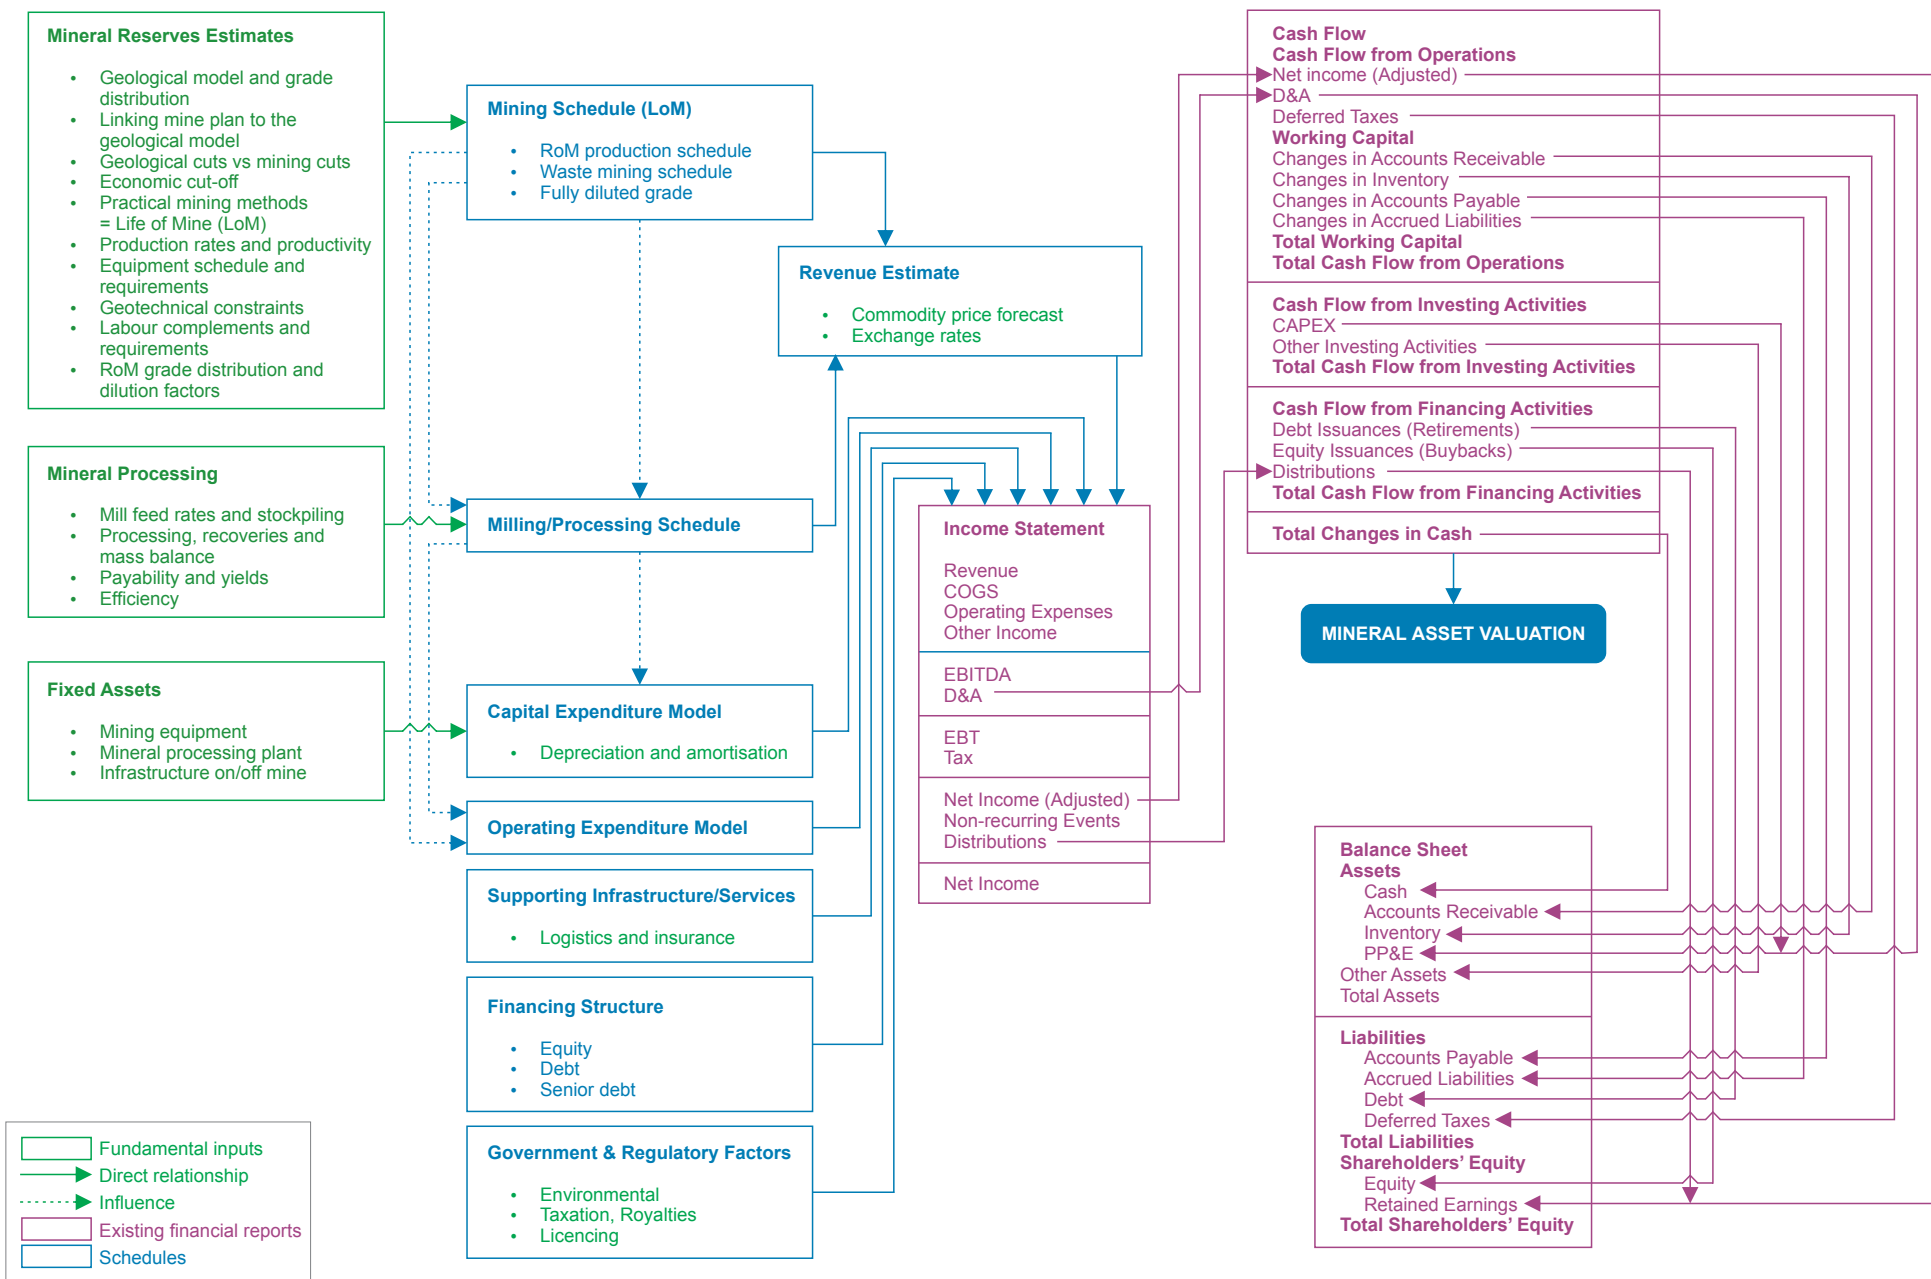 Mineral Reserves Estimates
• Geological model and grade
distribution
• Linking mine plan to the
geological model
• Geological cuts vs mining cuts
• Economic cut-off
• Practical mining methods
= Life of Mine (LoM)
• Production rates and productivity
• Equipment schedule and
requirements
• Geotechnical constraints
• Labour complements and
requirements
• RoM grade distribution and
dilution factors
Mineral Processing
• Mill feed rates and stockpiling
• Processing, recoveries and
mass balance
• Payability and yields
• Efficiency
Fixed Assets
• Mining equipment
• Mineral processing plant
• Infrastructure on/off mine
Fundamental inputs
Direct relationship
Influence
Existing financial reports
Schedules
Mining Schedule (LoM)
• RoM production schedule
• Waste mining schedule
• Fully diluted grade
Revenue Estimate
• Commodity price forecast
• Exchange rates
Milling/Processing Schedule
Capital Expenditure Model
• Depreciation and amortisation
Operating Expenditure Model
Supporting Infrastructure/Services
• Logistics and insurance
Financing Structure
• Equity
• Debt
• Senior debt
Government & Regulatory Factors
• Environmental
• Taxation, Royalties
• Licencing
Income Statement
Revenue
COGS
Operating Expenses
Other Income
EBITDA
D&A
EBT
Tax
Net Income (Adjusted)
Non-recurring Events
Distributions
Net Income
Cash Flow
Cash Flow from Operations
Net income (Adjusted)
D&A
Deferred Taxes
Working Capital
Changes in Accounts Receivable
Changes in Inventory
Changes in Accounts Payable
Changes in Accrued Liabilities
Total Working Capital
Total Cash Flow from Operations
Cash Flow from Investing Activities
CAPEX
Other Investing Activities
Total Cash Flow from Investing Activities
Cash Flow from Financing Activities
Debt Issuances (Retirements)
Equity Issuances (Buybacks)
Distributions
Total Cash Flow from Financing Activities
Total Changes in Cash
MINERAL ASSET VALUATION
Balance Sheet
Assets
Cash
Accounts Receivable
Inventory
PP&E
Other Assets
Total Assets
Liabilities
Accounts Payable
Accrued Liabilities
Debt
Deferred Taxes
Total Liabilities
Shareholders’ Equity
Equity
Retained Earnings
Total Shareholders’ Equity